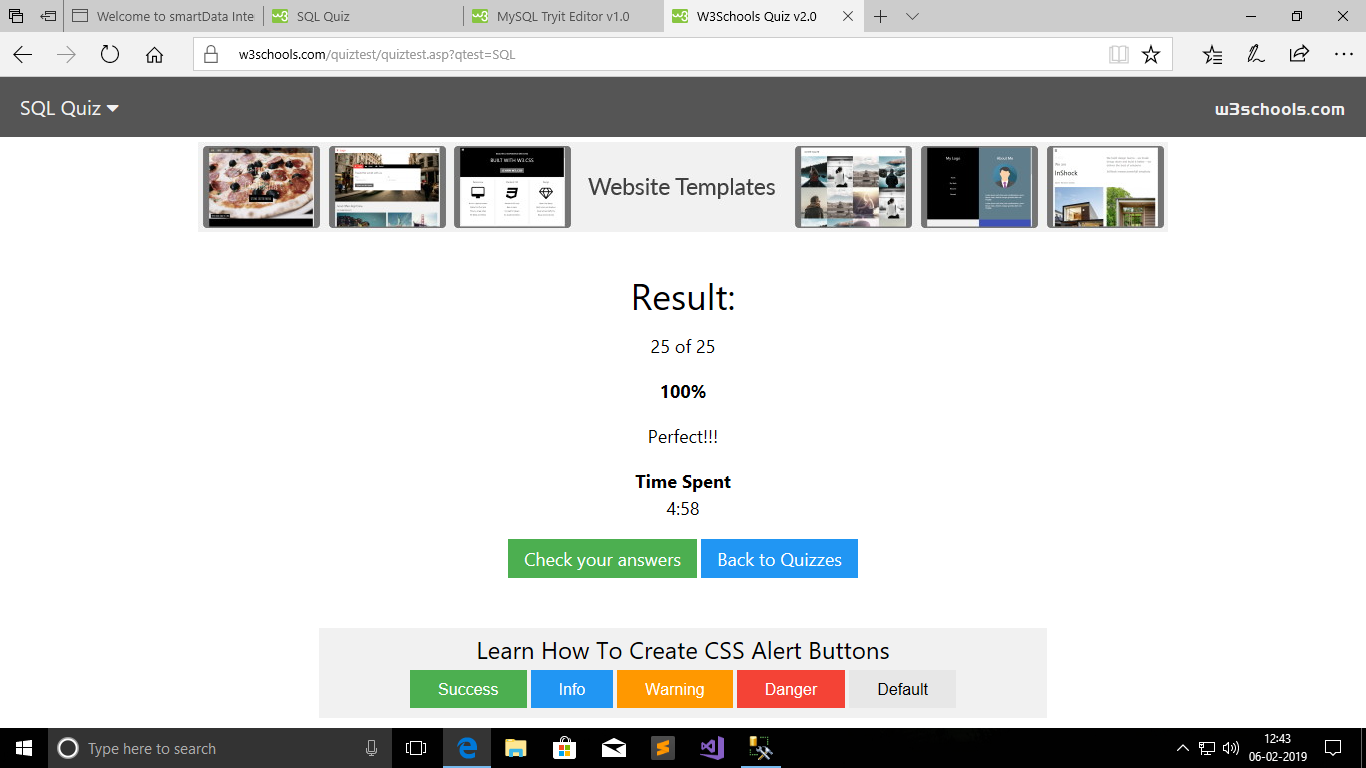 Welcome to smartData Inte
SQL Quiz
MySQL Tryit Editor v1.0
W3Schools Quiz v2.0
w3schools.com/quiztest/quiztest.asp?qtest=SQL
SQL Quiz
w3schools.com
BUILT WITH W3.CSS
Website Templates
My Logo
About Me
InShock
Result:
25 of 25
100%
Perfect!!!
Time Spent
4:58
Check your answers
Back to Quizzes
Learn How To Create CSS Alert Buttons
Success
Info
Warning
Danger
Default
Type here to search
12:43
06-02-2019